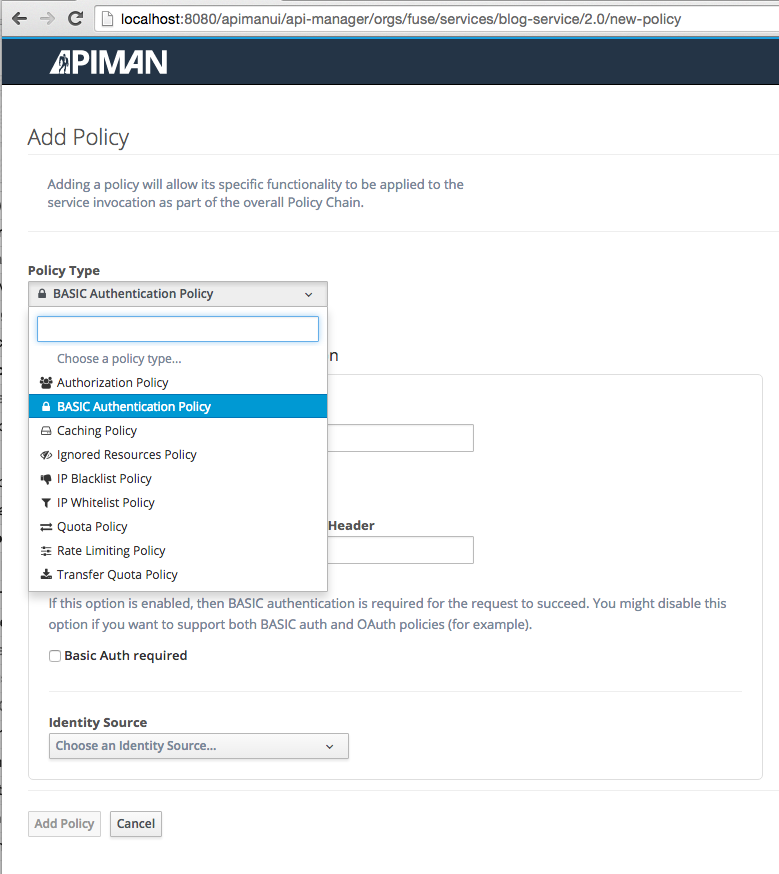 localhost:8080/apimanui/api-manager/orgs/fuse/services/blog-service/2.0/new-policy
APIMAN
Add Policy
Adding a policy will allow its specific functionality to be applied to the
service invocation as part of the overall Policy Chain.
Policy Type
BASIC Authentication Policy
Choose a policy type...
n
Authorization Policy
BASIC Authentication Policy
Caching Policy
Ignored Resources Policy
IP Blacklist Policy
IP Whitelist Policy
Quota Policy
Header
Rate Limiting Policy
Transfer Quota Policy
If this option is enabled, then BASIC authentication is required for the request to succeed. You might disable this
option if you want to support both BASIC auth and OAuth policies (for example).
Basic Auth required
Identity Source
Choose an Identity Source...
Add Policy
Cancel